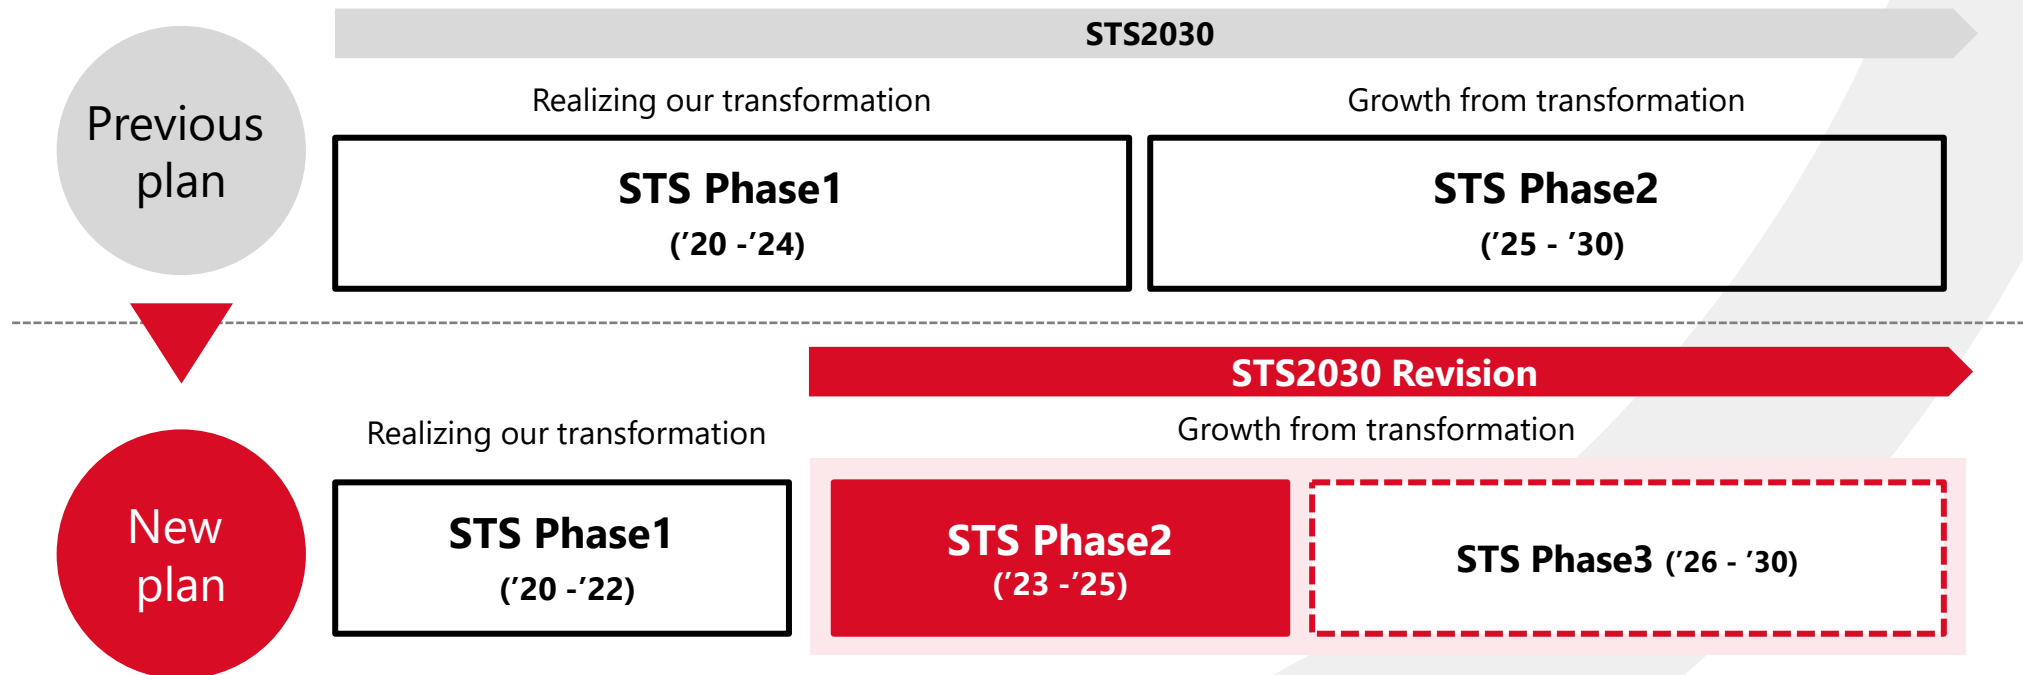 STS2030
Previous
plan
Realizing our transformation
Growth from transformation
STS Phase1
(’20 -’24)
STS Phase2
(’25 - ’30)
STS2030 Revision
New
plan
Realizing our transformation
Growth from transformation
STS Phase1
(’20 -’22)
STS Phase2
(’23 -’25)
STS Phase3 (’26 - ’30)